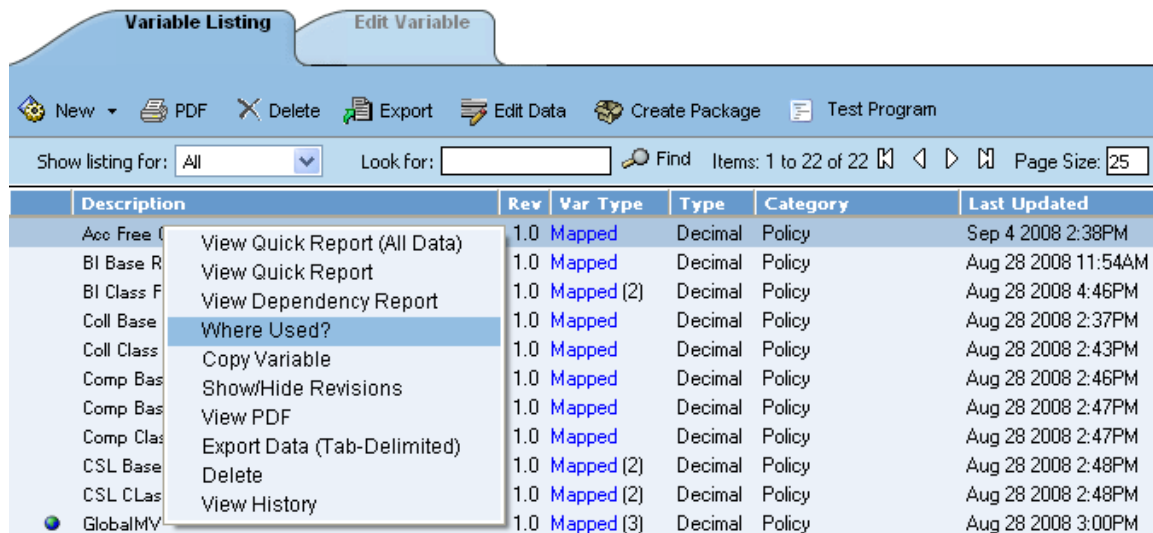 Variable Listing Edit Variable
New PDF Delete Export Edit Data Create Package Test Program
Show listing for: All Look for: Find Items: 1 to 22 of 22 Page Size: 25
Description Rev Var Type Type Category Last Updated
Acc Free 1.0 Mapped Decimal Policy Sep 4 2008 2:38PM
BI Base R 1.0 Mapped Decimal Policy Aug 28 2008 11:54AM
BI Class F 1.0 Mapped (2) Decimal Policy Aug 28 2008 4:46PM
Coll Base 1.0 Mapped Decimal Policy Aug 28 2008 2:37PM
Coll Class 1.0 Mapped Decimal Policy Aug 28 2008 2:43PM
Comp Bas 1.0 Mapped Decimal Policy Aug 28 2008 2:46PM
Comp Bas 1.0 Mapped Decimal Policy Aug 28 2008 2:47PM
Comp Clas 1.0 Mapped Decimal Policy Aug 28 2008 2:47PM
CSL Base 1.0 Mapped (2) Decimal Policy Aug 28 2008 2:48PM
CSL CLas 1.0 Mapped (2) Decimal Policy Aug 28 2008 2:48PM
GlobalMV 1.0 Mapped (3) Decimal Policy Aug 28 2008 3:00PM
View Quick Report (All Data)
View Quick Report
View Dependency Report
Where Used?
Copy Variable
Show/Hide Revisions
View PDF
Export Data (Tab-Delimited)
Delete
View History